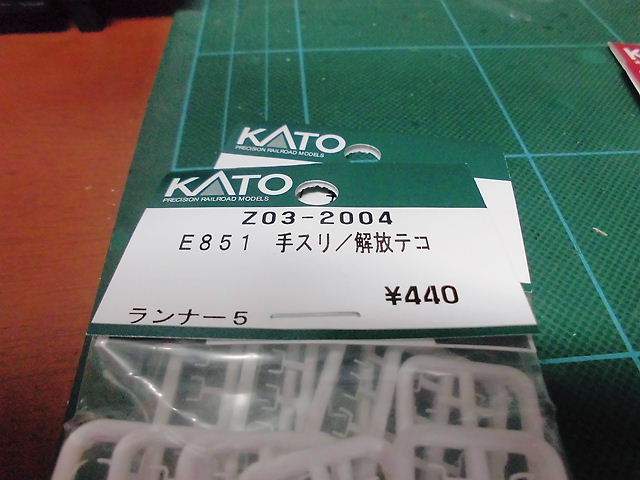 KATO
PRECISION RAILROAD MODELS
KATO
PRECISION RAILROAD MODELS
Z03-2004
E851 手スリ/解放テコ
¥440
ランナー5